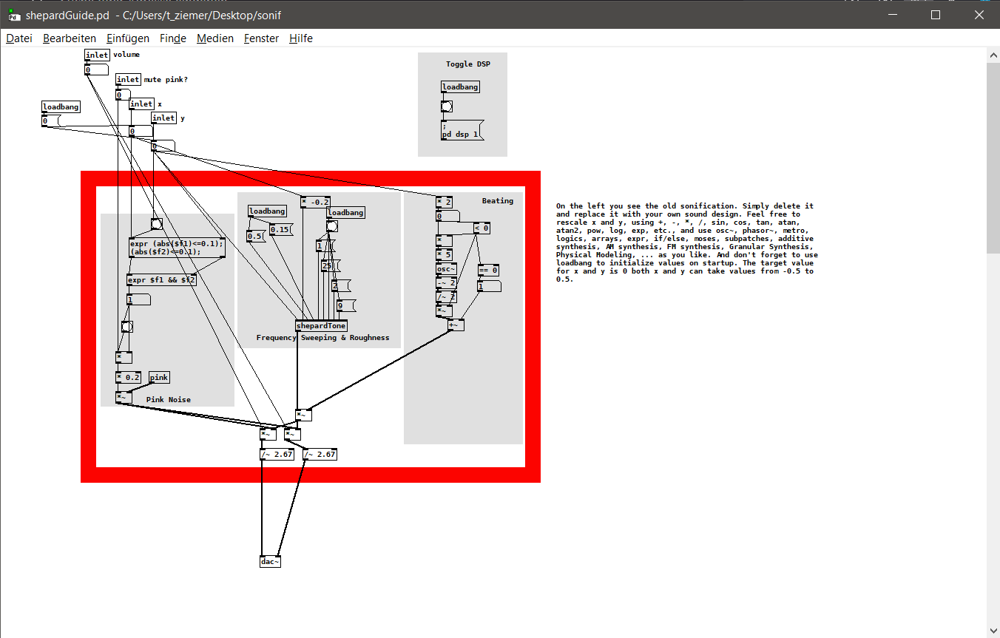 shepardGuide.pd - C:/Users/t_ziemer/Desktop/sonif
Datei Bearbeiten Einfügen Finde Medien Fenster Hilfe
inlet volume
0
inlet mute pink?
0
inlet x
loadbang
0
inlet y
0
0
Toggle DSP
loadbang
;
pd dsp 1
expr (abs($f1)<=0.1);
(abs($f2)<=0.1);
expr $f1 && $f2
1
*
* 0.2
pink
*~
Pink Noise
* -0.2
loadbang
loadbang
0.15
0.5
1
25
2
9
shepardTone
Frequency Sweeping & Roughness
Beating
* 2
0
< 0
*
* 5
osc~
== 0
-~ 2
1
/~ 2
*~
+~
*~
*~
*~
/~ 2.67
/~ 2.67
dac~
On the left you see the old sonification. Simply delete it
and replace it with your own sound design. Feel free to
rescale x and y, using +, -, *, /, sin, cos, tan, atan,
atan2, pow, log, exp, etc., and use osc~, phasor~, metro,
logics, arrays, expr, if/else, moses, subpatches, additive
synthesis, AM synthesis, FM synthesis, Granular Synthesis,
Physical Modeling, ... as you like. And don't forget to use
loadbang to initialize values on startup. The target value
for x and y is 0 both x and y can take values from -0.5 to
0.5.